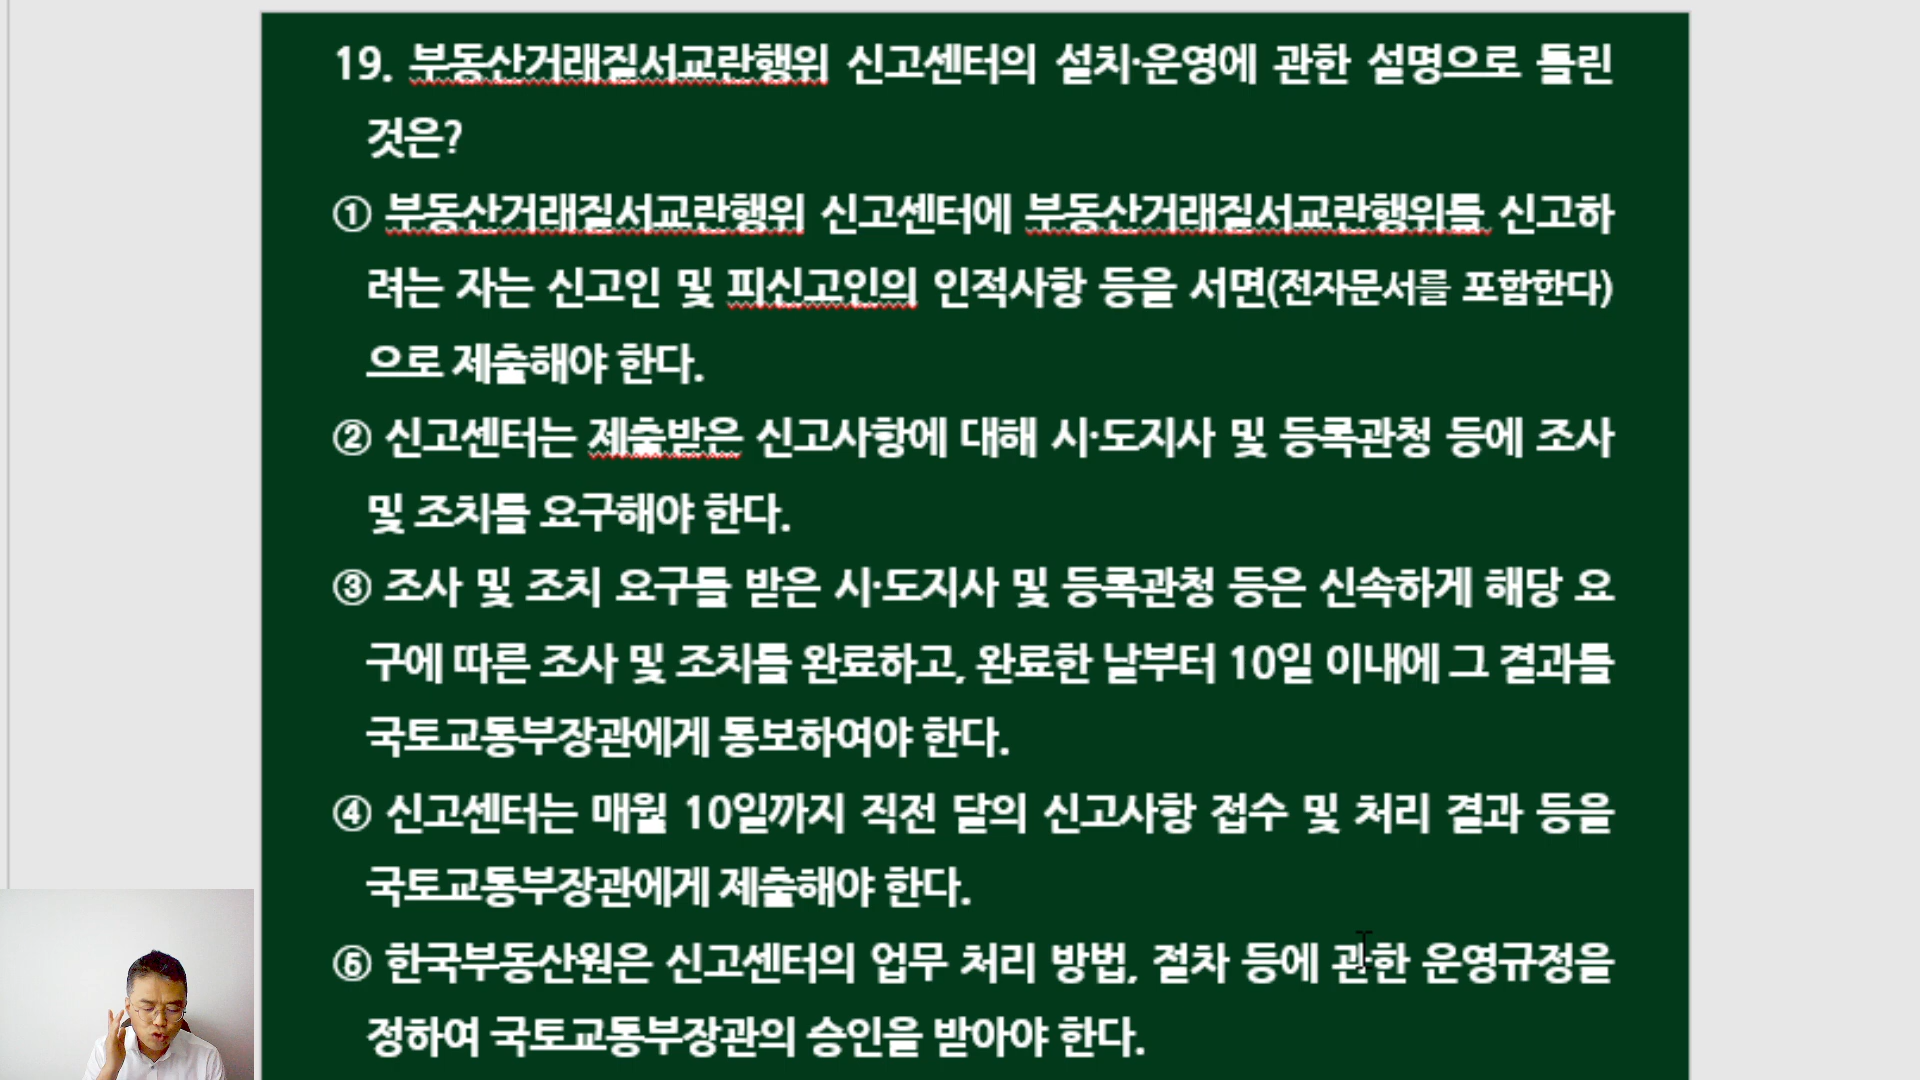 19. 부동산거래질서교란행위 신고센터의 설치·운영에 관한 설명으로 틀린
것은?
① 부동산거래질서교란행위 신고센터에 부동산거래질서교란행위를 신고하
려는 자는 신고인 및 피신고인의 인적사항 등을 서면(전자문서를 포함한다)
으로 제출해야 한다.
② 신고센터는 제출받은 신고사항에 대해 시·도지사 및 등록관청 등에 조사
및 조치를 요구해야 한다.
③ 조사 및 조치 요구를 받은 시·도지사 및 등록관청 등은 신속하게 해당 요
구에 따른 조사 및 조치를 완료하고, 완료한 날부터 10일 이내에 그 결과를
국토교통부장관에게 통보하여야 한다.
④ 신고센터는 매월 10일까지 직전 달의 신고사항 접수 및 처리 결과 등을
국토교통부장관에게 제출해야 한다.
⑤ 한국부동산원은 신고센터의 업무 처리 방법, 절차 등에 관한 운영규정을
정하여 국토교통부장관의 승인을 받아야 한다.